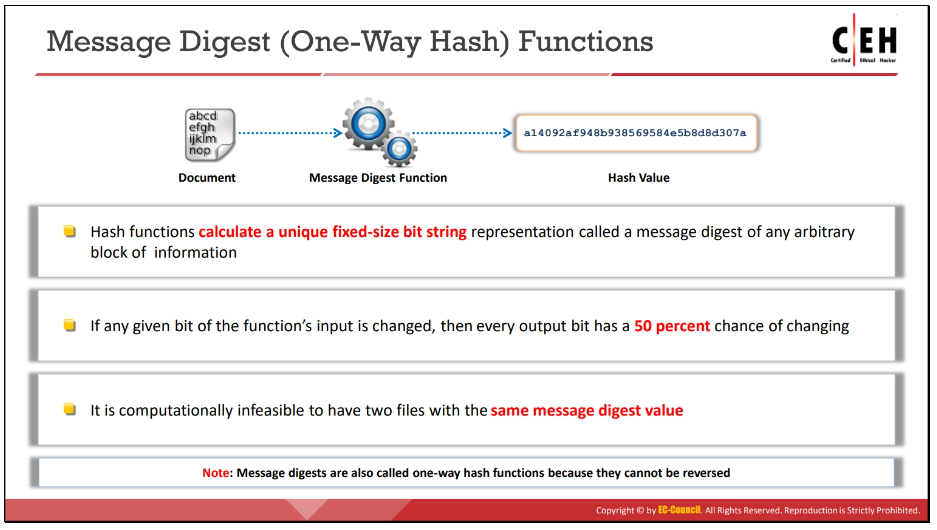 Message Digest (One-Way Hash) Functions
C|EH
Certified Ethical Hacker
abcd
efgh
ijklm
nop
a14092af948b938569584e5b8d8d307a
Document
Message Digest Function
Hash Value
Hash functions calculate a unique fixed-size bit string representation called a message digest of any arbitrary
block of information
If any given bit of the function’s input is changed, then every output bit has a 50 percent chance of changing
It is computationally infeasible to have two files with the same message digest value
Note: Message digests are also called one-way hash functions because they cannot be reversed
Copyright © by EC-Council. All Rights Reserved. Reproduction is Strictly Prohibited.